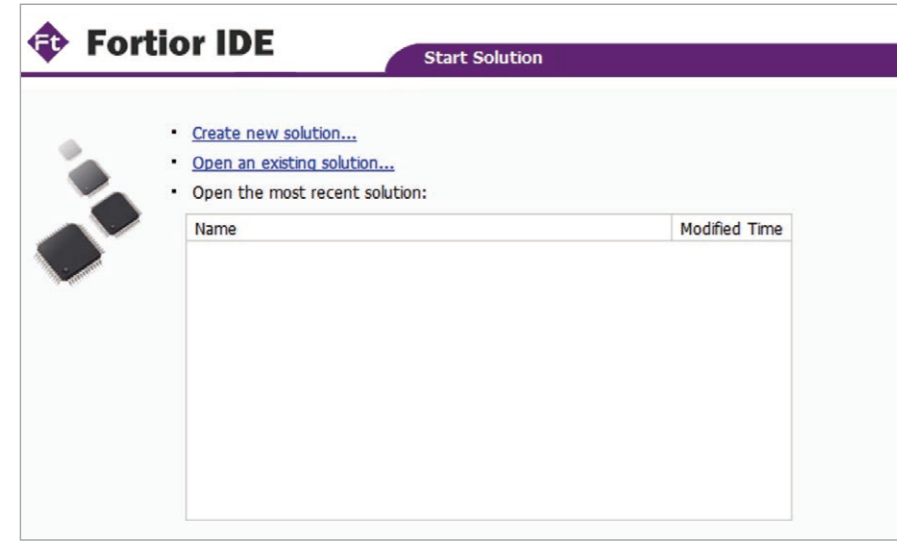 Ft Fortior IDE
Start Solution
Create new solution...
Open an existing solution...
Open the most recent solution:
Name Modified Time